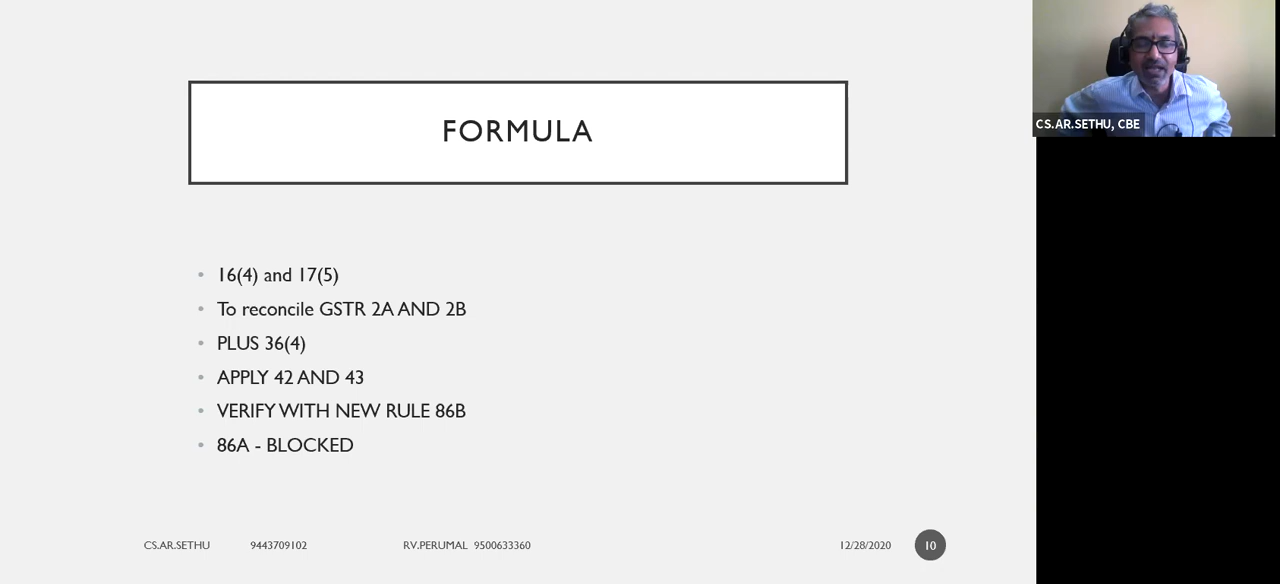 FORMULA
16(4) and 17(5)
To reconcile GSTR 2A AND 2B
PLUS 36(4)
APPLY 42 AND 43
VERIFY WITH NEW RULE 86B
86A - BLOCKED
CS.AR.SETHU 9443709102 RV.PERUMAL 9500633360 12/28/2020 10
CS.AR.SETHU, CBE